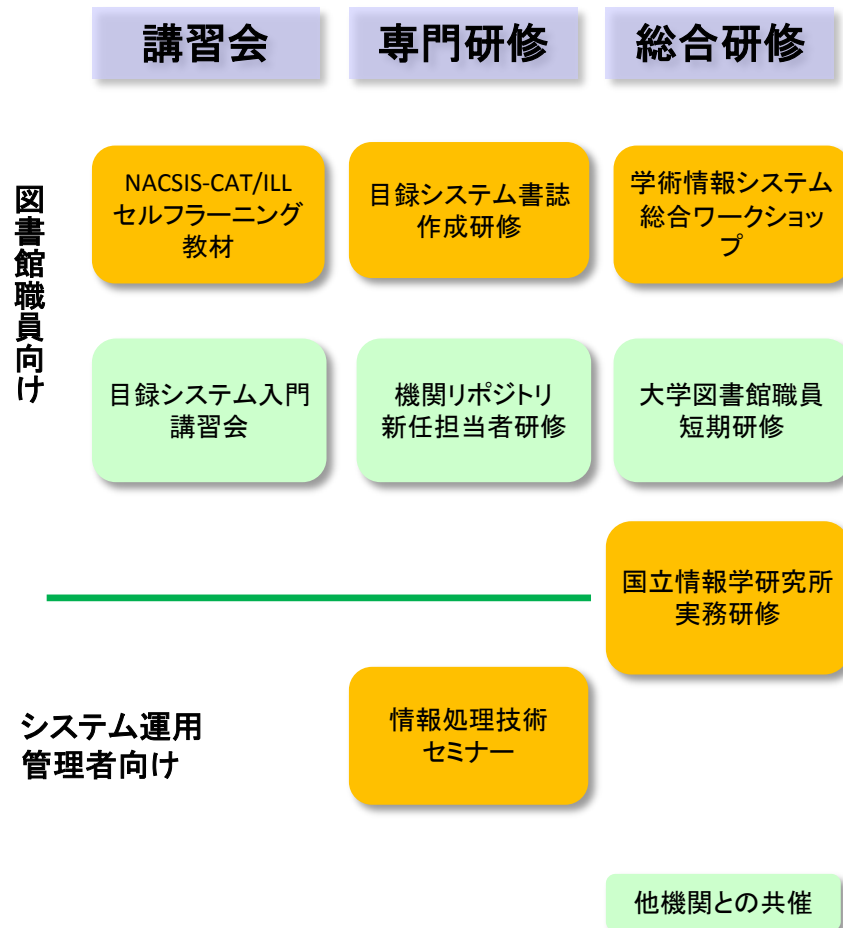 講習会
専門研修
総合研修
図書館職員向け
NACSIS-CAT/ILL
セルフラーニング
教材
目録システム書誌
作成研修
学術情報システム
総合ワークショッ
プ
目録システム入門
講習会
機関リポジトリ
新任担当者研修
大学図書館職員
短期研修
国立情報学研究所
実務研修
システム運用
管理者向け
情報処理技術
セミナー
他機関との共催